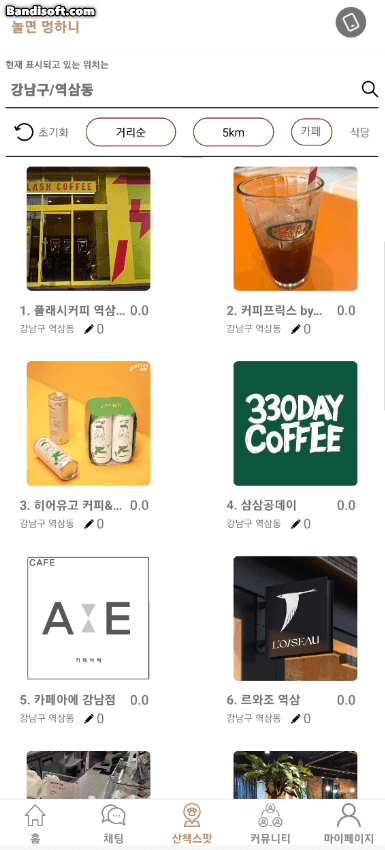 Bandisoft.com
놀면 멍하니
현재 표시되고 있는 위치는
강남구/역삼동
초기화 거리순 5km 카페 식당
LASH COFFEE
1. 플래시커피 역삼... 0.0
강남구 역삼동 0
2. 커피프릭스 by... 0.0
강남구 역삼동 0
3. 히어유고 커피&... 0.0
강남구 역삼동 0
330DAY
COFFEE
4. 삼삼공데이 0.0
강남구 역삼동 0
CAFE
A E
카페아에
5. 카페아에 강남점 0.0
강남구 역삼동 0
L'OISEAU
6. 르와조 역삼 0.0
강남구 역삼동 0
홈 채팅 산책스팟 커뮤니티 마이페이지